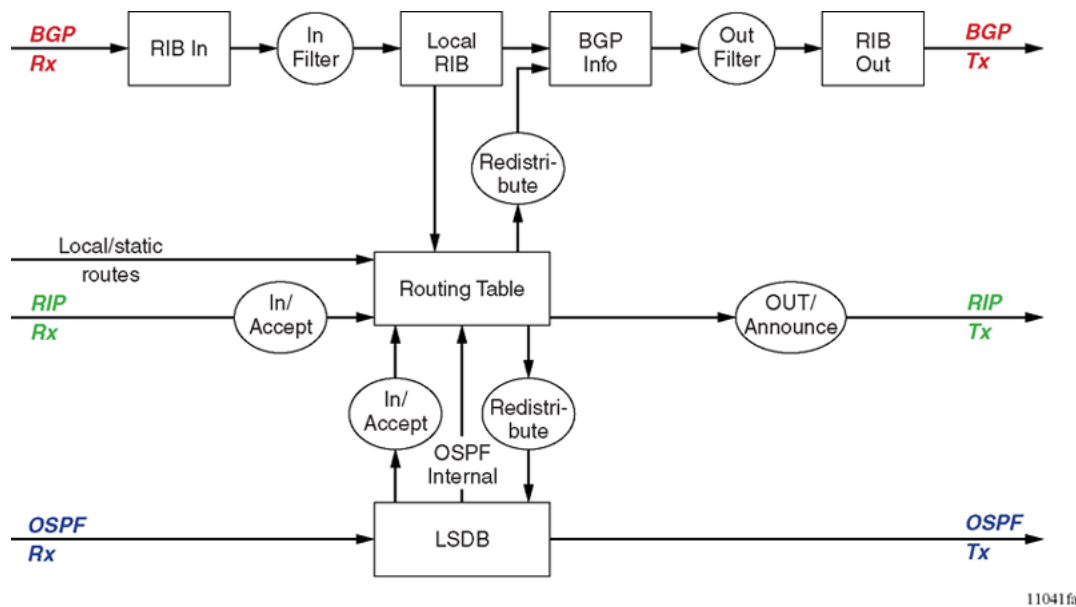 BGP
Rx
RIB In
In
Filter
Local
RIB
BGP
Info
Out
Filter
RIB
Out
BGP
Tx
Redistri-
bute
Local/static
routes
Routing Table
RIP
Rx
In/
Accept
OUT/
Announce
RIP
Tx
In/
Accept
Redistri-
bute
OSPF
Internal
OSPF
Rx
LSDB
OSPF
Tx
11041fa